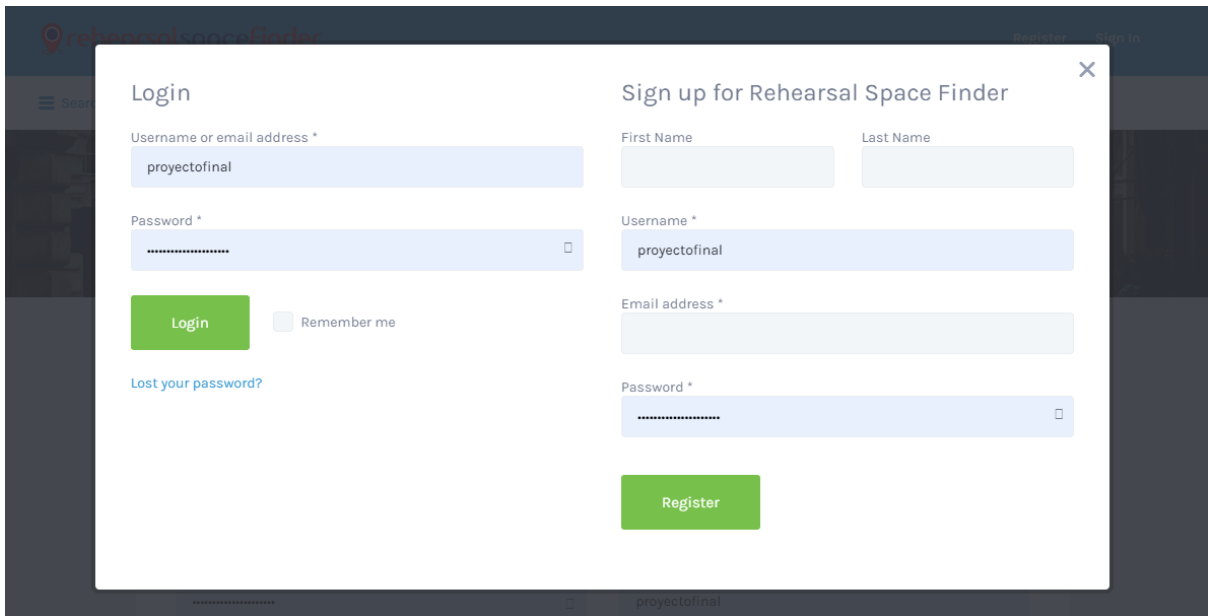 rehearsalspaceFinder
Register Sign In
Login
Username or email address *
proyectofinal
Password *
•••••••••••••••••••••
Login
Remember me
Lost your password?
Sign up for Rehearsal Space Finder
First Name Last Name
Username *
proyectofinal
Email address *
Password *
•••••••••••••••••••••
Register
proyectofinal